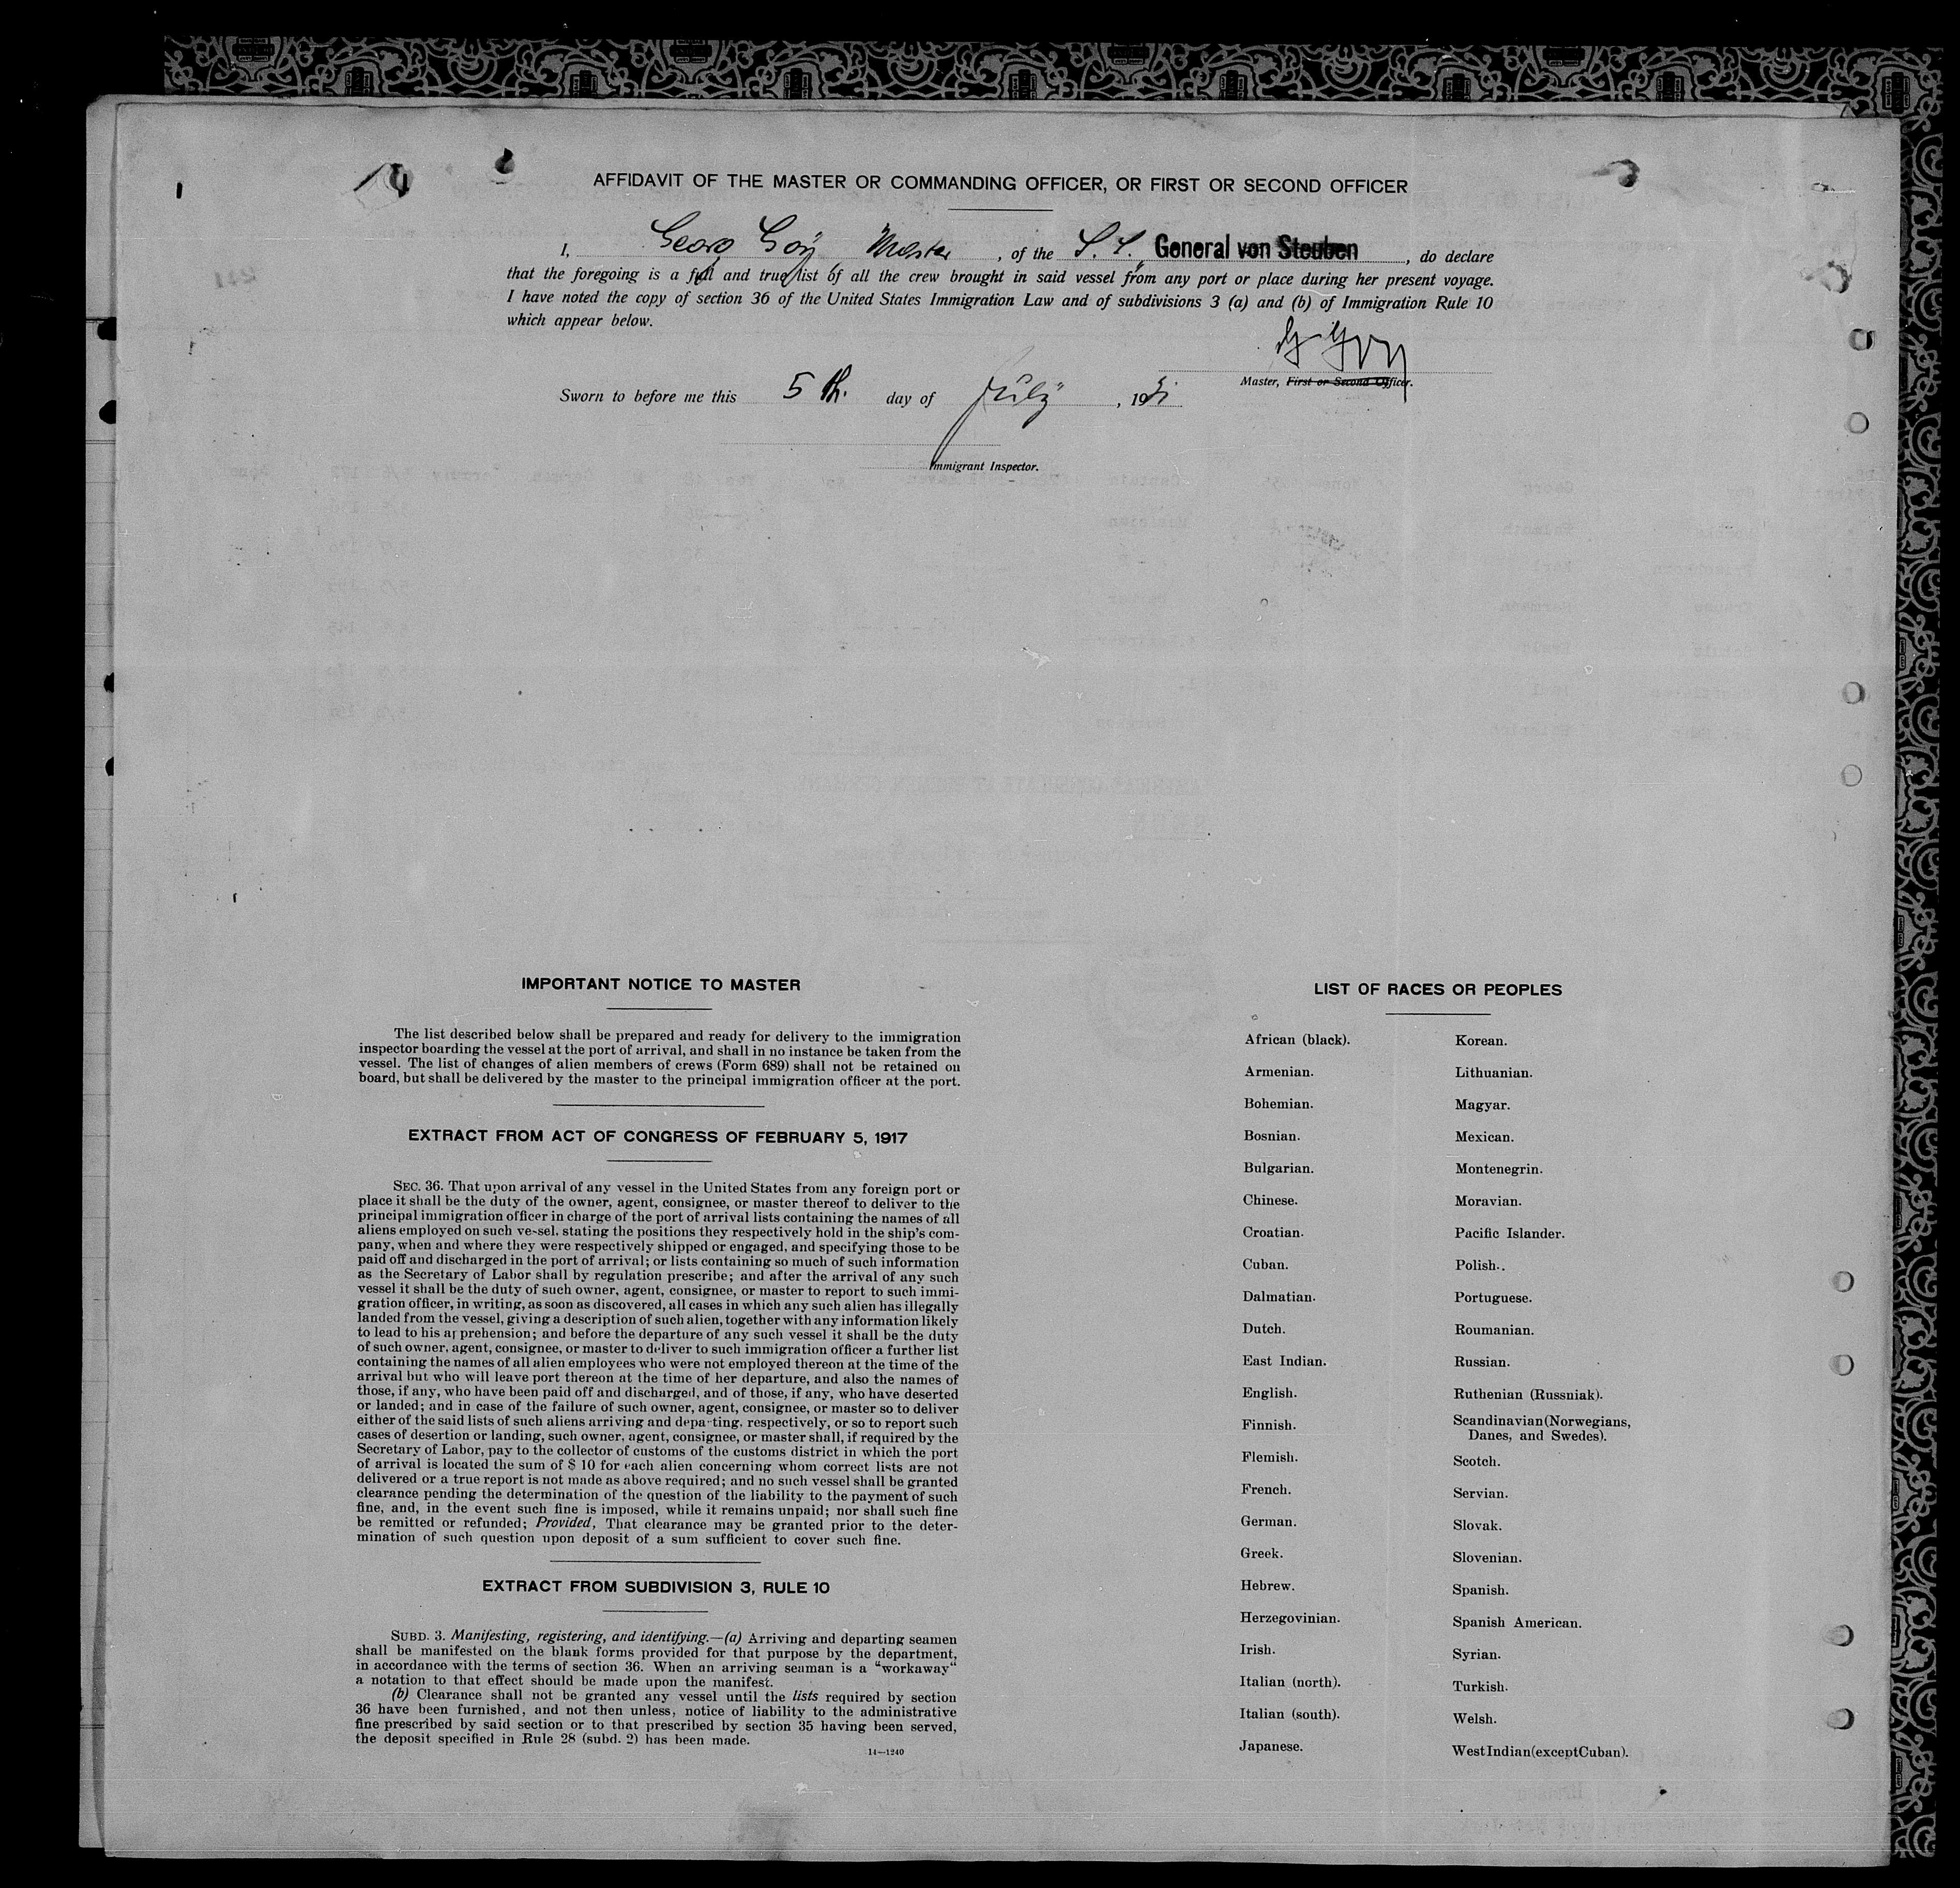 AFFIDAVIT OF THE MASTER OR COMMANDING OFFICER, OR FIRST OR SECOND OFFICER
I, Georg Goÿ, Master, of the S. S. General von Steuben, do declare
that the foregoing is a full and true list of all the crew brought in said vessel from any port or place during her present voyage.
I have noted the copy of section 36 of the United States Immigration Law and of subdivisions 3 (a) and (b) of Immigration Rule 10
which appear below.
G Goy
Master, First or Second Officer.
Sworn to before me this 5 th. day of July, 1931
Immigrant Inspector.
IMPORTANT NOTICE TO MASTER
The list described below shall be prepared and ready for delivery to the immigration
inspector boarding the vessel at the port of arrival, and shall in no instance be taken from the
vessel. The list of changes of alien members of crews (Form 689) shall not be retained on
board, but shall be delivered by the master to the principal immigration officer at the port.
EXTRACT FROM ACT OF CONGRESS OF FEBRUARY 5, 1917
SEC. 36. That upon arrival of any vessel in the United States from any foreign port or
place it shall be the duty of the owner, agent, consignee, or master thereof to deliver to the
principal immigration officer in charge of the port of arrival lists containing the names of all
aliens employed on such vessel, stating the positions they respectively hold in the ship's com-
pany, when and where they were respectively shipped or engaged, and specifying those to be
paid off and discharged in the port of arrival; or lists containing so much of such information
as the Secretary of Labor shall by regulation prescribe; and after the arrival of any such
vessel it shall be the duty of such owner, agent, consignee, or master to report to such immi-
gration officer, in writing, as soon as discovered, all cases in which any such alien has illegally
landed from the vessel, giving a description of such alien, together with any information likely
to lead to his apprehension; and before the departure of any such vessel it shall be the duty
of such owner, agent, consignee, or master to deliver to such immigration officer a further list
containing the names of all alien employees who were not employed thereon at the time of the
arrival but who will leave port thereon at the time of her departure, and also the names of
those, if any, who have been paid off and discharged, and of those, if any, who have deserted
or landed; and in case of the failure of such owner, agent, consignee, or master so to deliver
either of the said lists of such aliens arriving and departing, respectively, or so to report such
cases of desertion or landing, such owner, agent, consignee, or master shall, if required by the
Secretary of Labor, pay to the collector of customs of the customs district in which the port
of arrival is located the sum of $ 10 for each alien concerning whom correct lists are not
delivered or a true report is not made as above required; and no such vessel shall be granted
clearance pending the determination of the question of the liability to the payment of such
fine, and, in the event such fine is imposed, while it remains unpaid; nor shall such fine
be remitted or refunded; Provided, That clearance may be granted prior to the deter-
mination of such question upon deposit of a sum sufficient to cover such fine.
EXTRACT FROM SUBDIVISION 3, RULE 10
SUBD. 3. Manifesting, registering, and identifying.—(a) Arriving and departing seamen
shall be manifested on the blank forms provided for that purpose by the department,
in accordance with the terms of section 36. When an arriving seaman is a "workaway"
a notation to that effect should be made upon the manifest.
(b) Clearance shall not be granted any vessel until the lists required by section
36 have been furnished, and not then unless, notice of liability to the administrative
fine prescribed by said section or to that prescribed by section 35 having been served,
the deposit specified in Rule 28 (subd. 2) has been made.
14—1240
LIST OF RACES OR PEOPLES
African (black).
Armenian.
Bohemian.
Bosnian.
Bulgarian.
Chinese.
Croatian.
Cuban.
Dalmatian.
Dutch.
East Indian.
English.
Finnish.
Flemish.
French.
German.
Greek.
Hebrew.
Herzegovinian.
Irish.
Italian (north).
Italian (south).
Japanese.
Korean.
Lithuanian.
Magyar.
Mexican.
Montenegrin.
Moravian.
Pacific Islander.
Polish.
Portuguese.
Roumanian.
Russian.
Ruthenian (Russniak).
Scandinavian (Norwegians,
Danes, and Swedes).
Scotch.
Servian.
Slovak.
Slovenian.
Spanish.
Spanish American.
Syrian.
Turkish.
Welsh.
West Indian (except Cuban).